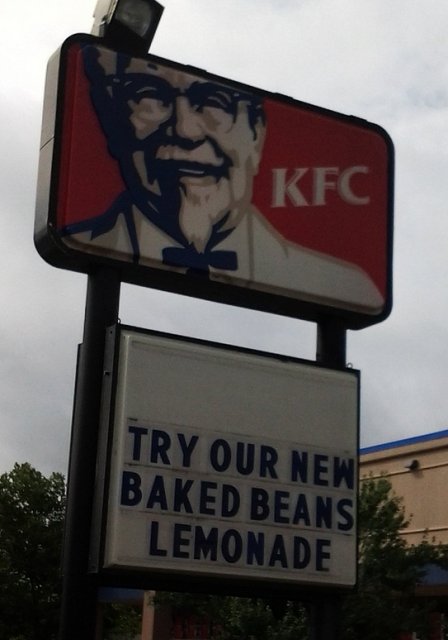 KFC
TRY OUR NEW
BAKED BEANS
LEMONADE